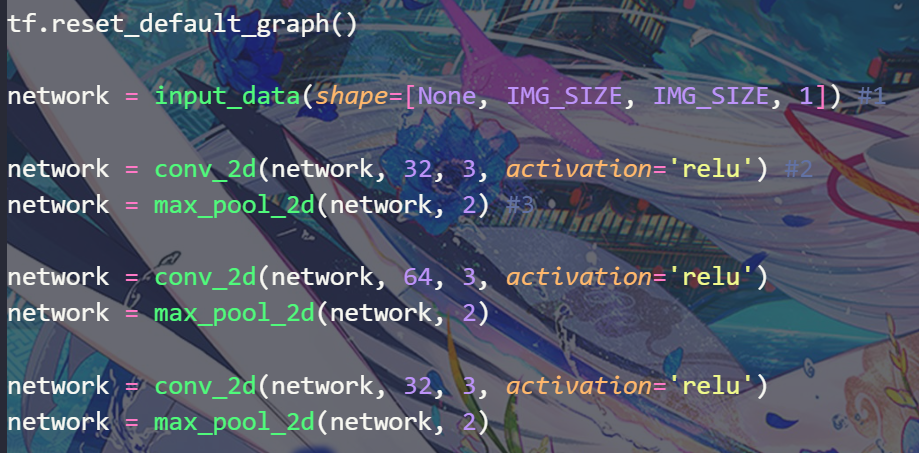 tf.reset_default_graph()
network = input_data(shape=[None, IMG_SIZE, IMG_SIZE, 1]) #1
network = conv_2d(network, 32, 3, activation='relu') #2
network = max_pool_2d(network, 2) #3
network = conv_2d(network, 64, 3, activation='relu')
network = max_pool_2d(network, 2)
network = conv_2d(network, 32, 3, activation='relu')
network = max_pool_2d(network, 2)